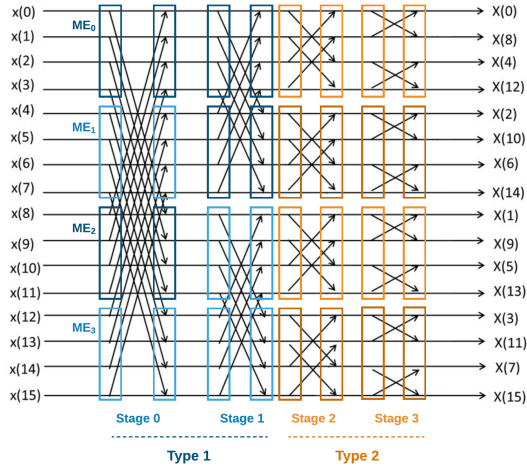 x(0) X(0)
x(1) ME0 X(8)
x(2) X(4)
x(3) X(12)
x(4) X(2)
x(5) ME1 X(10)
x(6) X(6)
x(7) X(14)
x(8) X(1)
x(9) ME2 X(9)
x(10) X(5)
x(11) X(13)
x(12) X(3)
x(13) ME3 X(11)
x(14) X(7)
x(15) X(15)
Stage 0 Stage 1 Stage 2 Stage 3
Type 1 Type 2